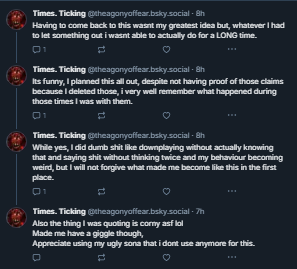 Times. Ticking @theagonyoffear.bsky.social · 8h
Having to come back to this wasnt my greatest idea but, whatever I had
to let something out i wasnt able to actually do for a LONG time.
1
Times. Ticking @theagonyoffear.bsky.social · 8h
Its funny, I planned this all out, despite not having proof of those claims
because I deleted those, i very well remember what happened during
those times I was with them.
1
Times. Ticking @theagonyoffear.bsky.social · 8h
While yes, I did dumb shit like downplaying without actually knowing
that and saying shit without thinking twice and my behaviour becoming
weird, but I will not forgive what made me become like this in the first
place.
1
Times. Ticking @theagonyoffear.bsky.social · 7h
Also the thing I was quoting is corny asf lol
Made me have a giggle though,
Appreciate using my ugly sona that i dont use anymore for this.